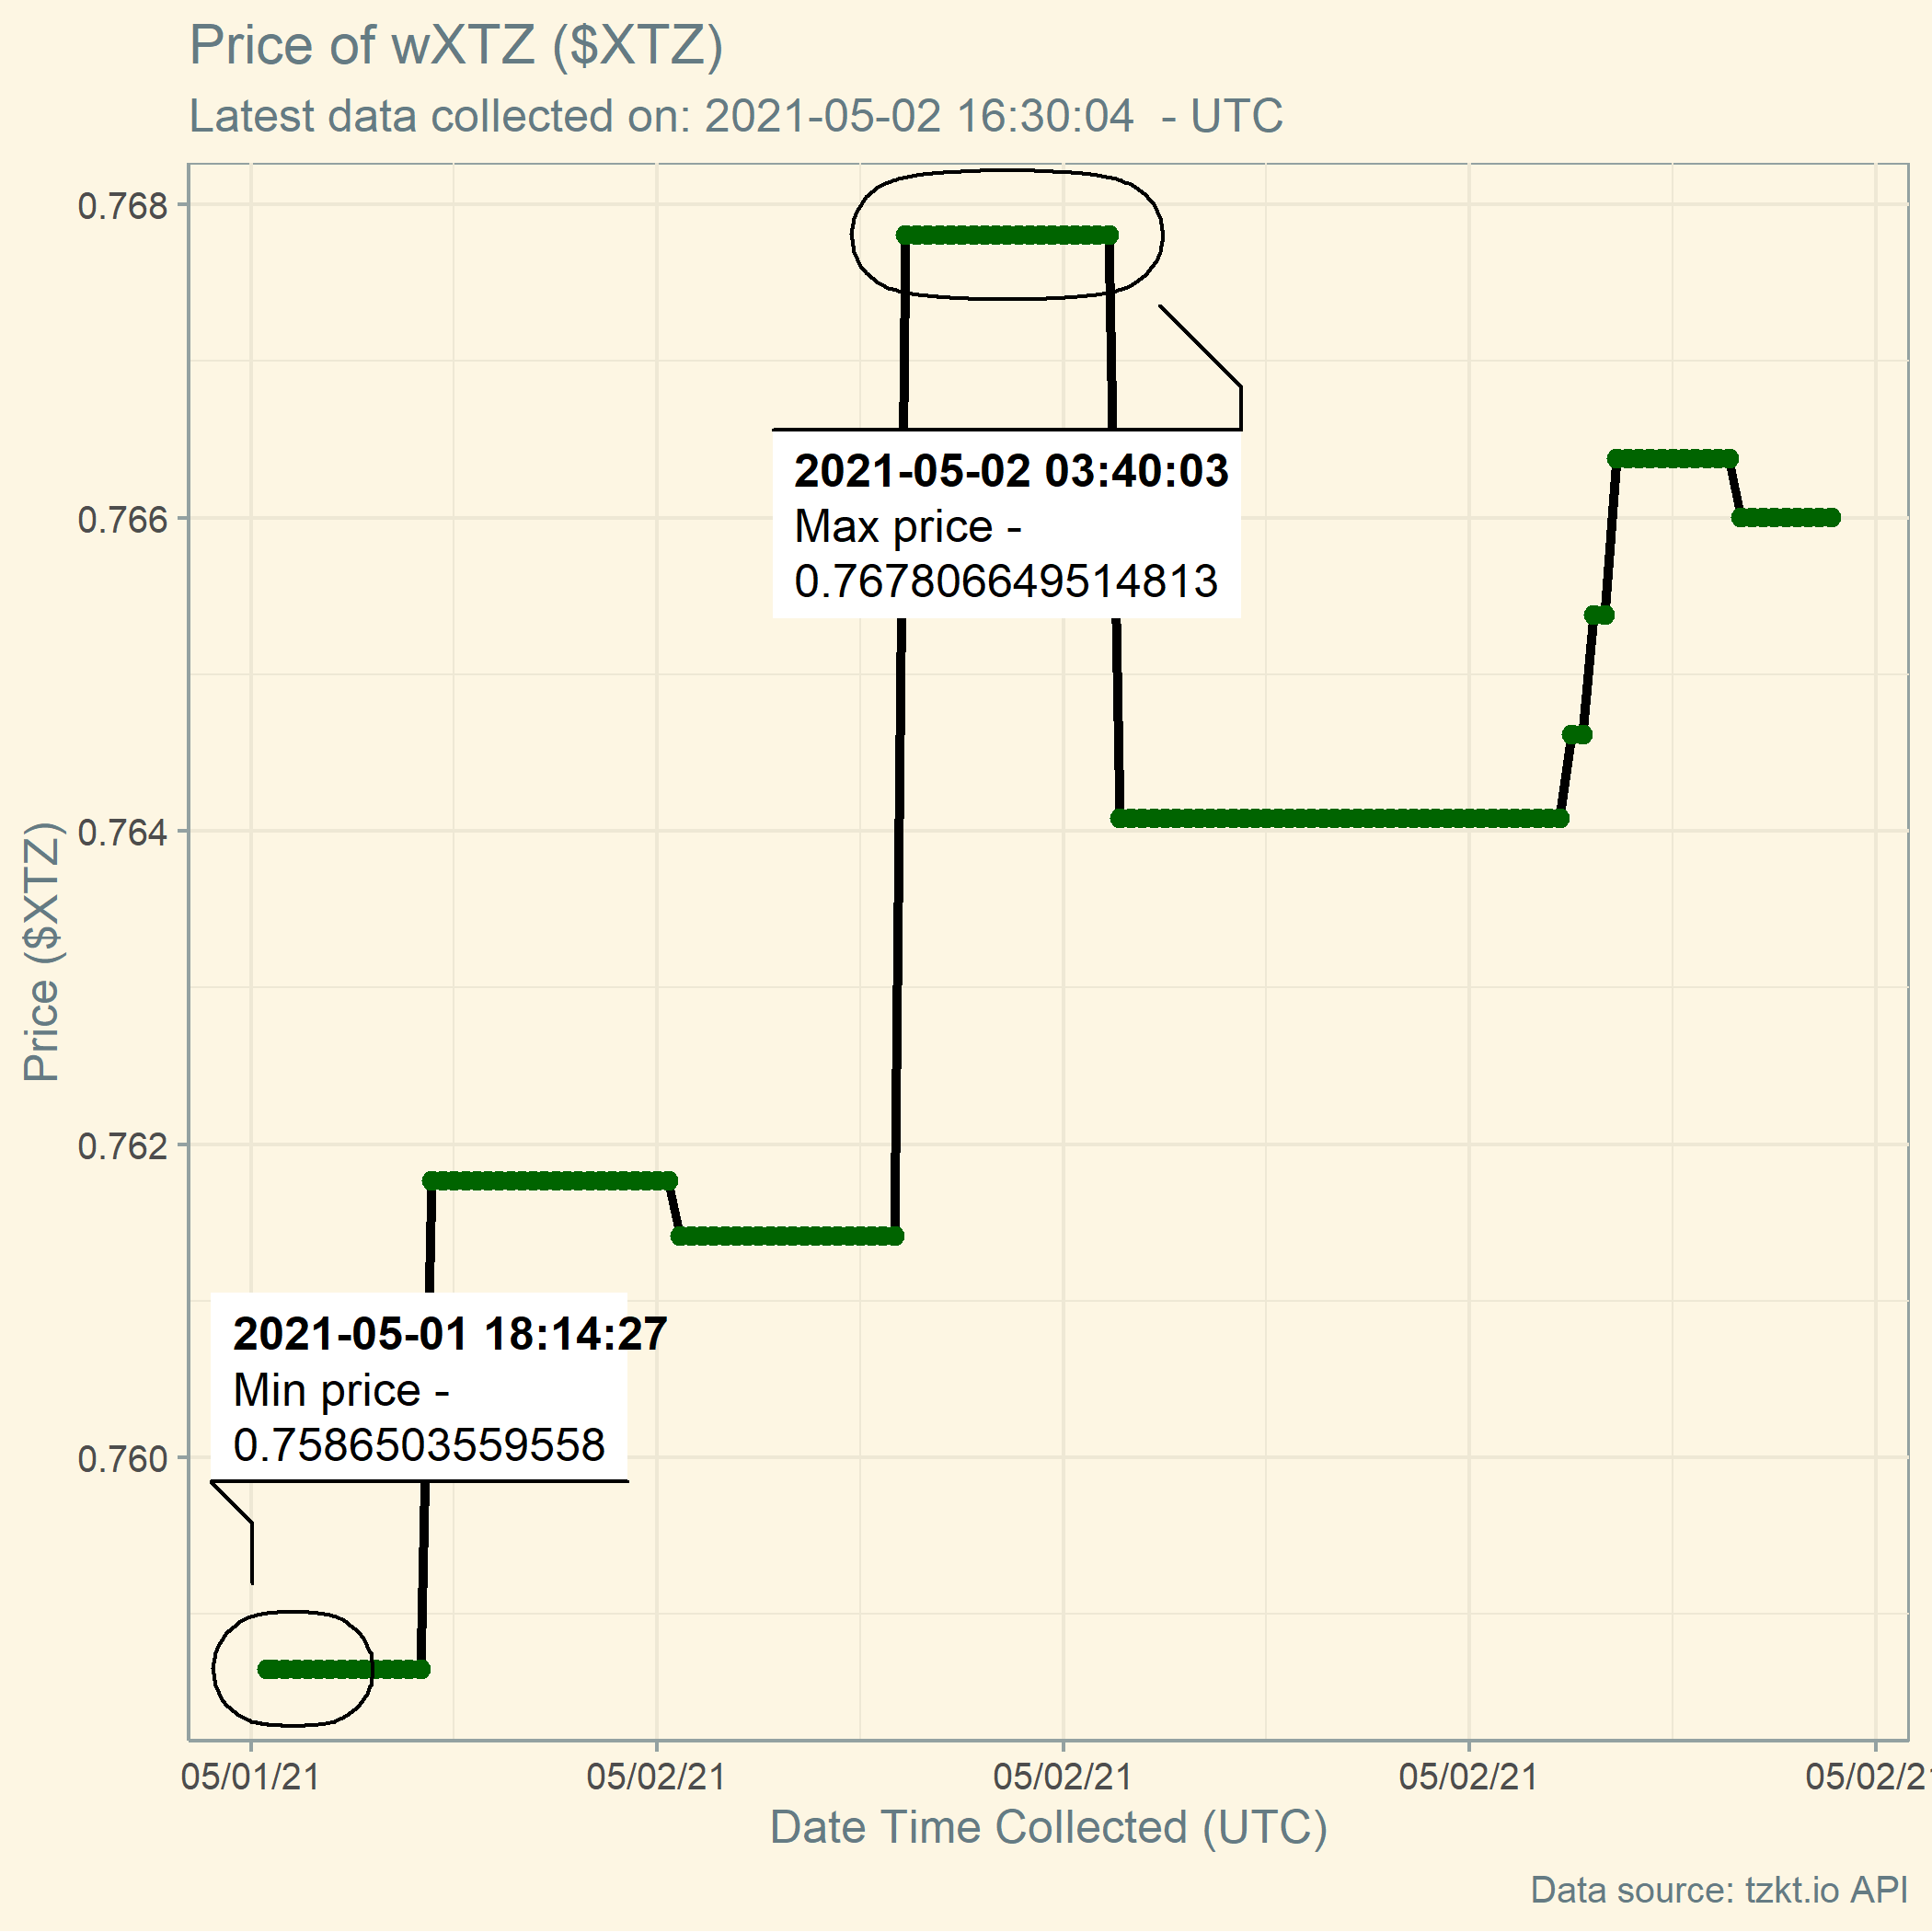 Price of wXTZ ($XTZ)
Latest data collected on: 2021-05-02 16:30:04  - UTC
0.768
0.766
0.764
0.762
0.760
Price ($XTZ)
2021-05-02 03:40:03
Max price -
0.767806649514813
2021-05-01 18:14:27
Min price -
0.7586503559558
05/01/21 05/02/21 05/02/21 05/02/21 05/02/21
Date Time Collected (UTC)
Data source: tzkt.io API